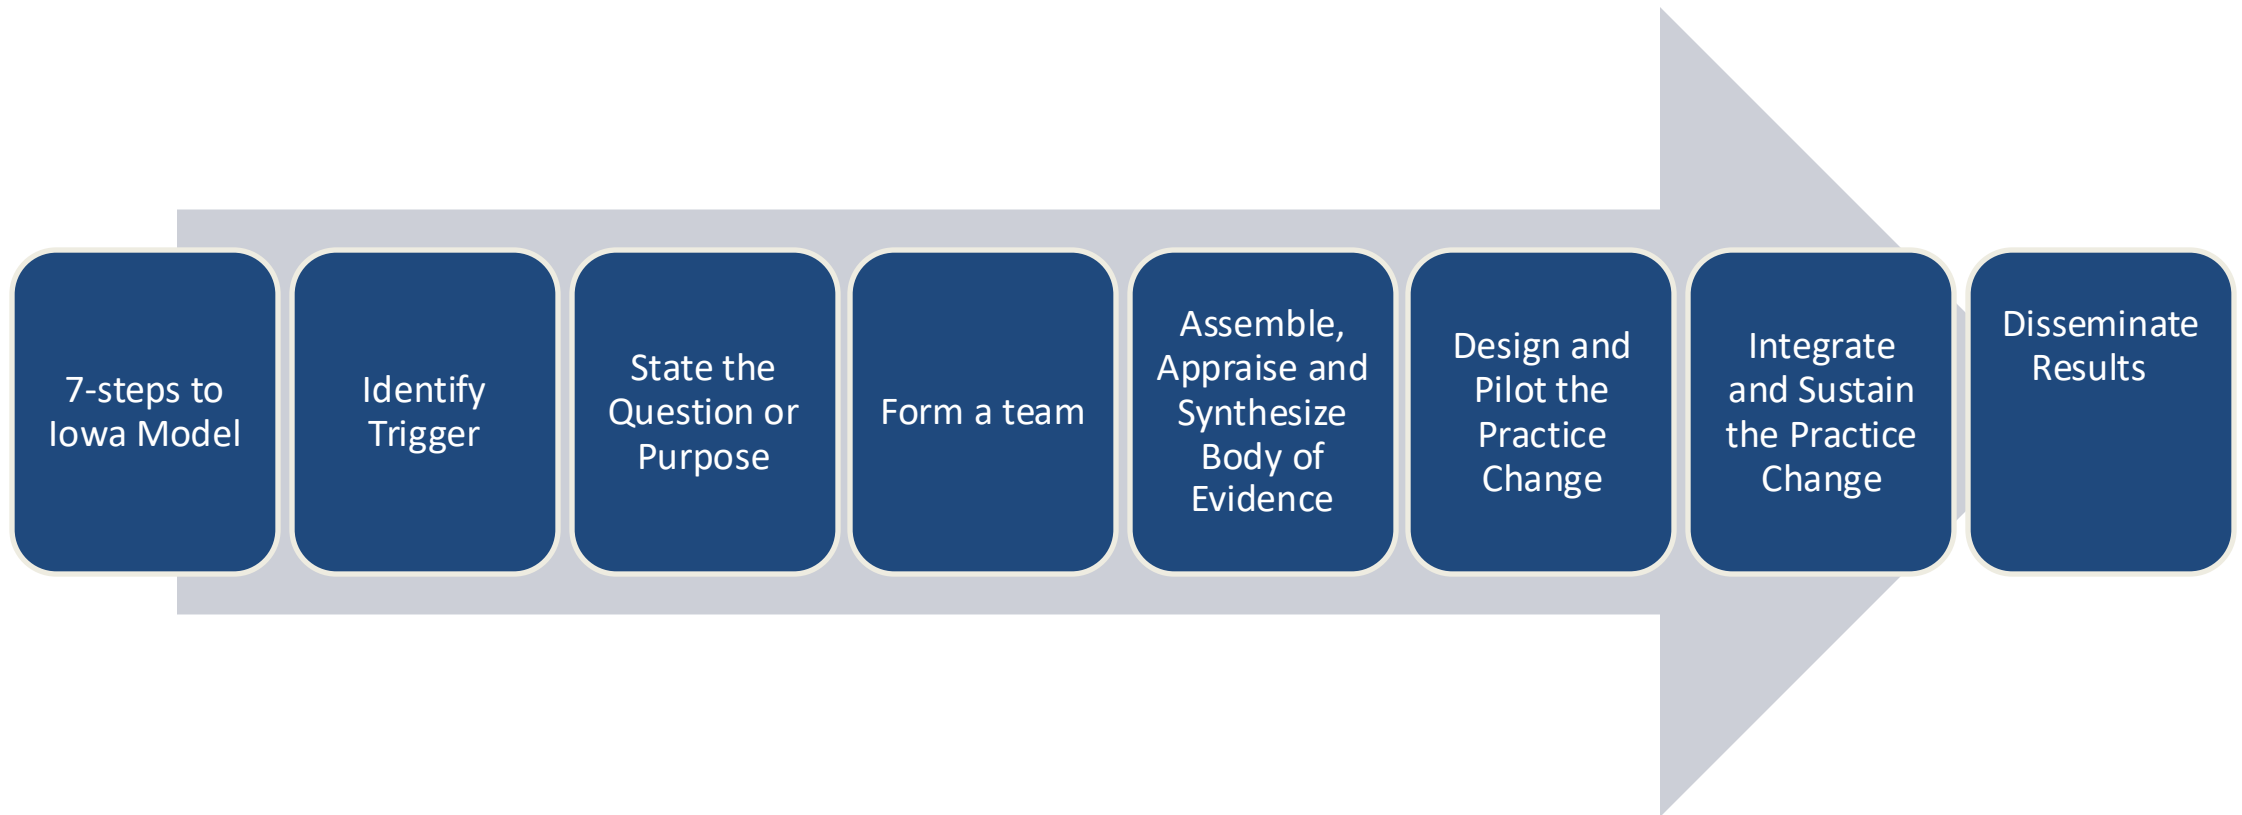 7-steps to
Iowa Model
Identify
Trigger
State the
Question or
Purpose
Form a team
Assemble,
Appraise and
Synthesize
Body of
Evidence
Design and
Pilot the
Practice
Change
Integrate
and Sustain
the Practice
Change
Disseminate
Results